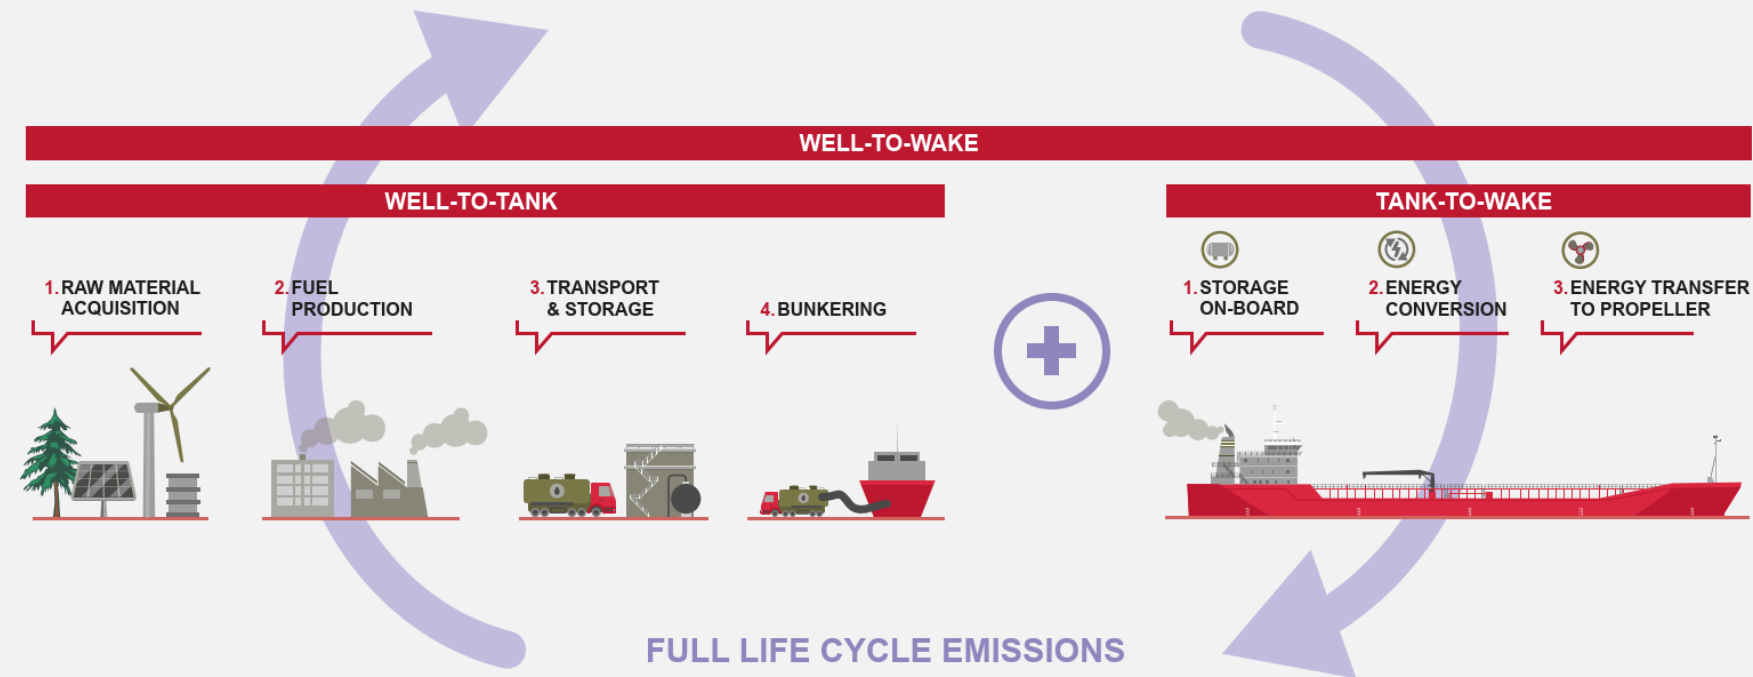 WELL-TO-WAKE
WELL-TO-TANK
1. RAW MATERIAL
ACQUISITION
2. FUEL
PRODUCTION
3. TRANSPORT
& STORAGE
4. BUNKERING
TANK-TO-WAKE
1. STORAGE
ON-BOARD
2. ENERGY
CONVERSION
3. ENERGY TRANSFER
TO PROPELLER
FULL LIFE CYCLE EMISSIONS